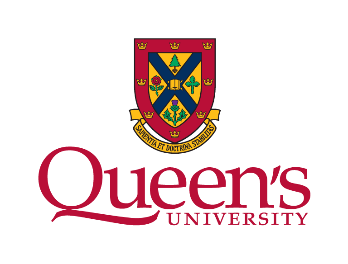 SAPIENTIA ET DOCTRINA STABILITAS
Queen's
UNIVERSITY